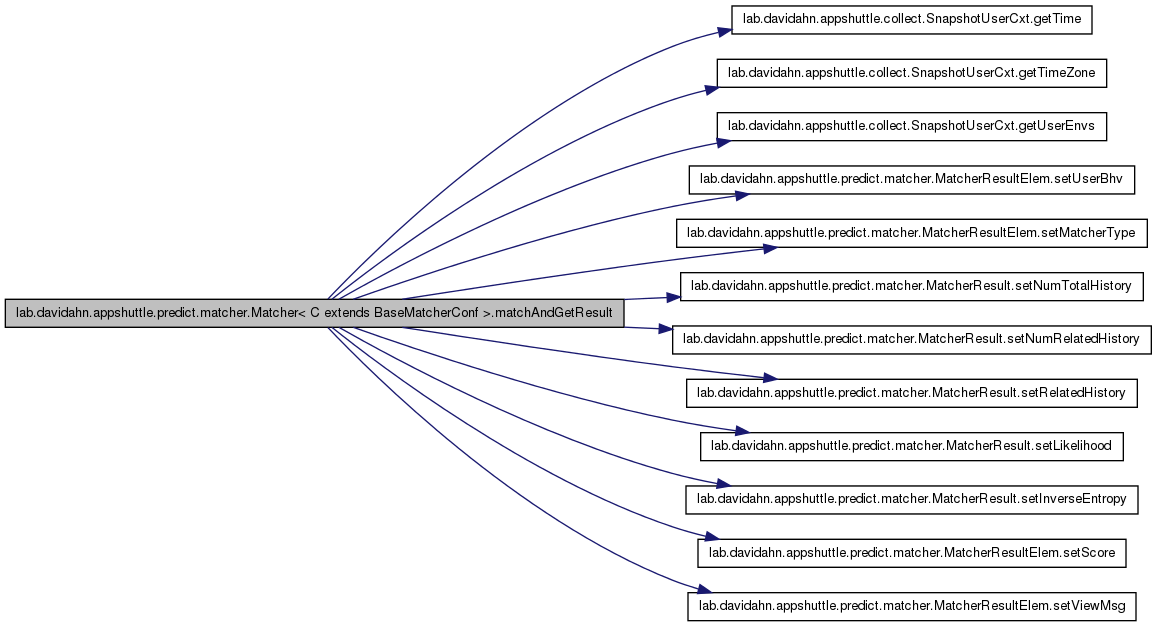 lab.davidahn.appshuttle.collect.SnapshotUserCxt.getTime
lab.davidahn.appshuttle.collect.SnapshotUserCxt.getTimeZone
lab.davidahn.appshuttle.collect.SnapshotUserCxt.getUserEnvs
lab.davidahn.appshuttle.predict.matcher.MatcherResultElem.setUserBhv
lab.davidahn.appshuttle.predict.matcher.MatcherResultElem.setMatcherType
lab.davidahn.appshuttle.predict.matcher.MatcherResult.setNumTotalHistory
lab.davidahn.appshuttle.predict.matcher.Matcher< C extends BaseMatcherConf >.matchAndGetResult
lab.davidahn.appshuttle.predict.matcher.MatcherResult.setNumRelatedHistory
lab.davidahn.appshuttle.predict.matcher.MatcherResult.setRelatedHistory
lab.davidahn.appshuttle.predict.matcher.MatcherResult.setLikelihood
lab.davidahn.appshuttle.predict.matcher.MatcherResult.setInverseEntropy
lab.davidahn.appshuttle.predict.matcher.MatcherResultElem.setScore
lab.davidahn.appshuttle.predict.matcher.MatcherResultElem.setViewMsg